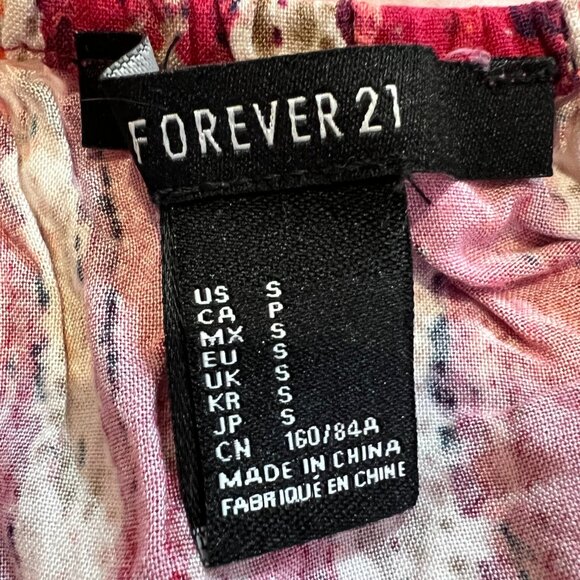 FOREVER 21
US S
CA P
MX S
EU S
UK S
KR S
JP S
CN 160/84A
MADE IN CHINA
FABRIQUÉ EN CHINE